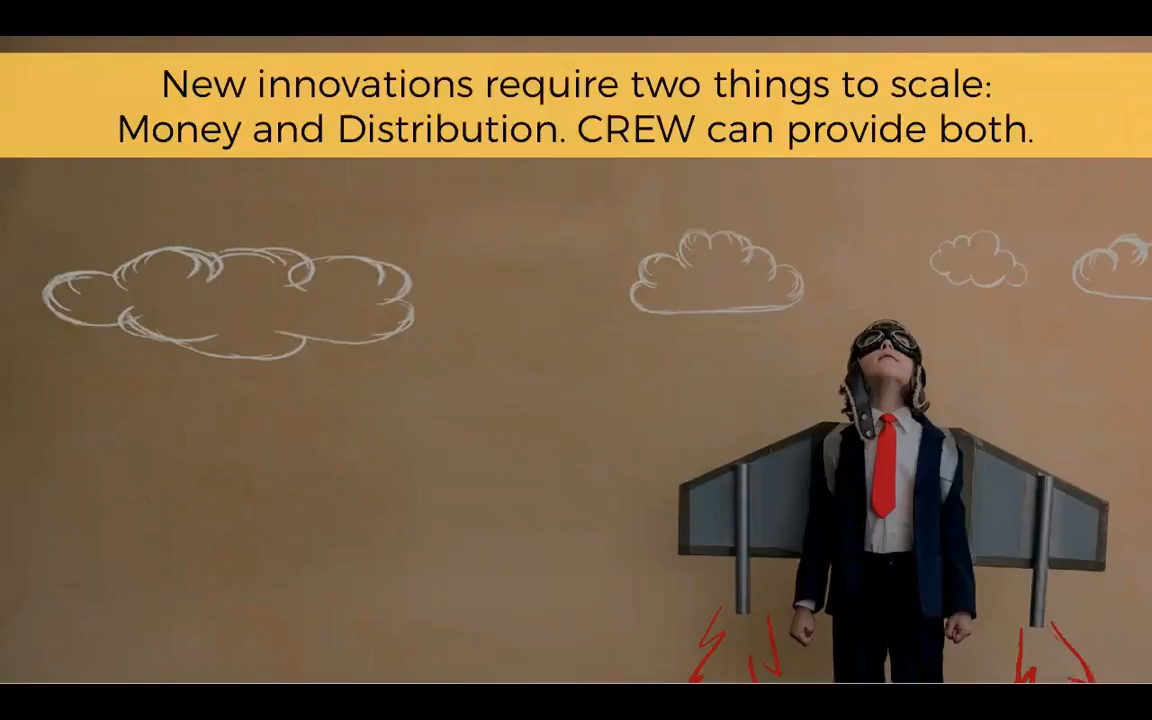 New innovations require two things to scale:
Money and Distribution. CREW can provide both.